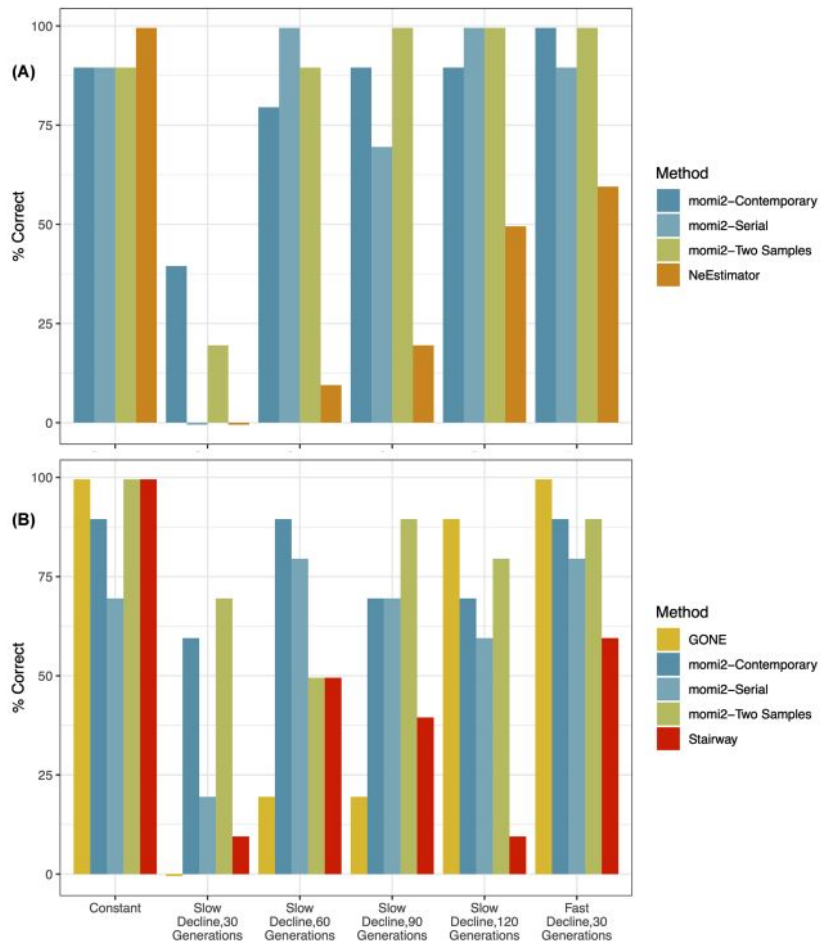 (A)
100
75
50
25
0
% Correct
Method
momi2-Contemporary
momi2-Serial
momi2-Two Samples
NeEstimator
(B)
100
75
50
25
0
% Correct
Method
GONE
momi2-Contemporary
momi2-Serial
momi2-Two Samples
Stairway
Constant
Slow
Decline,30
Generations
Slow
Decline,60
Generations
Slow
Decline,90
Generations
Slow
Decline,120
Generations
Fast
Decline,30
Generations